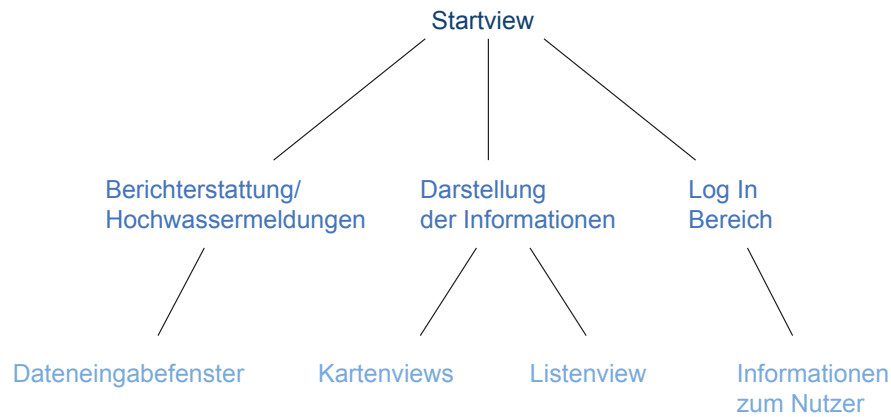 Startview
Berichterstattung/
Hochwassermeldungen
Darstellung
der Informationen
Log In
Bereich
Dateneingabefenster
Kartenviews
Listenview
Informationen
zum Nutzer